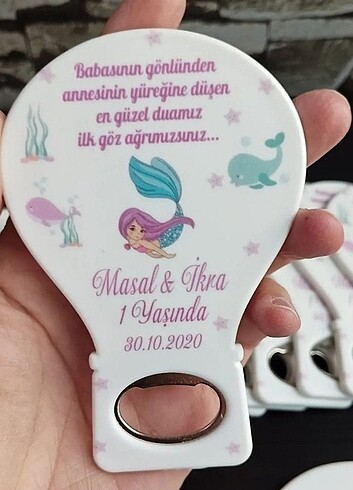 Babasının gönlünden
annesinin yüreğine düşen
en güzel duamız
ilk göz ağrımızsınız...
Masal & İkra
1 Yaşında
30.10.2020